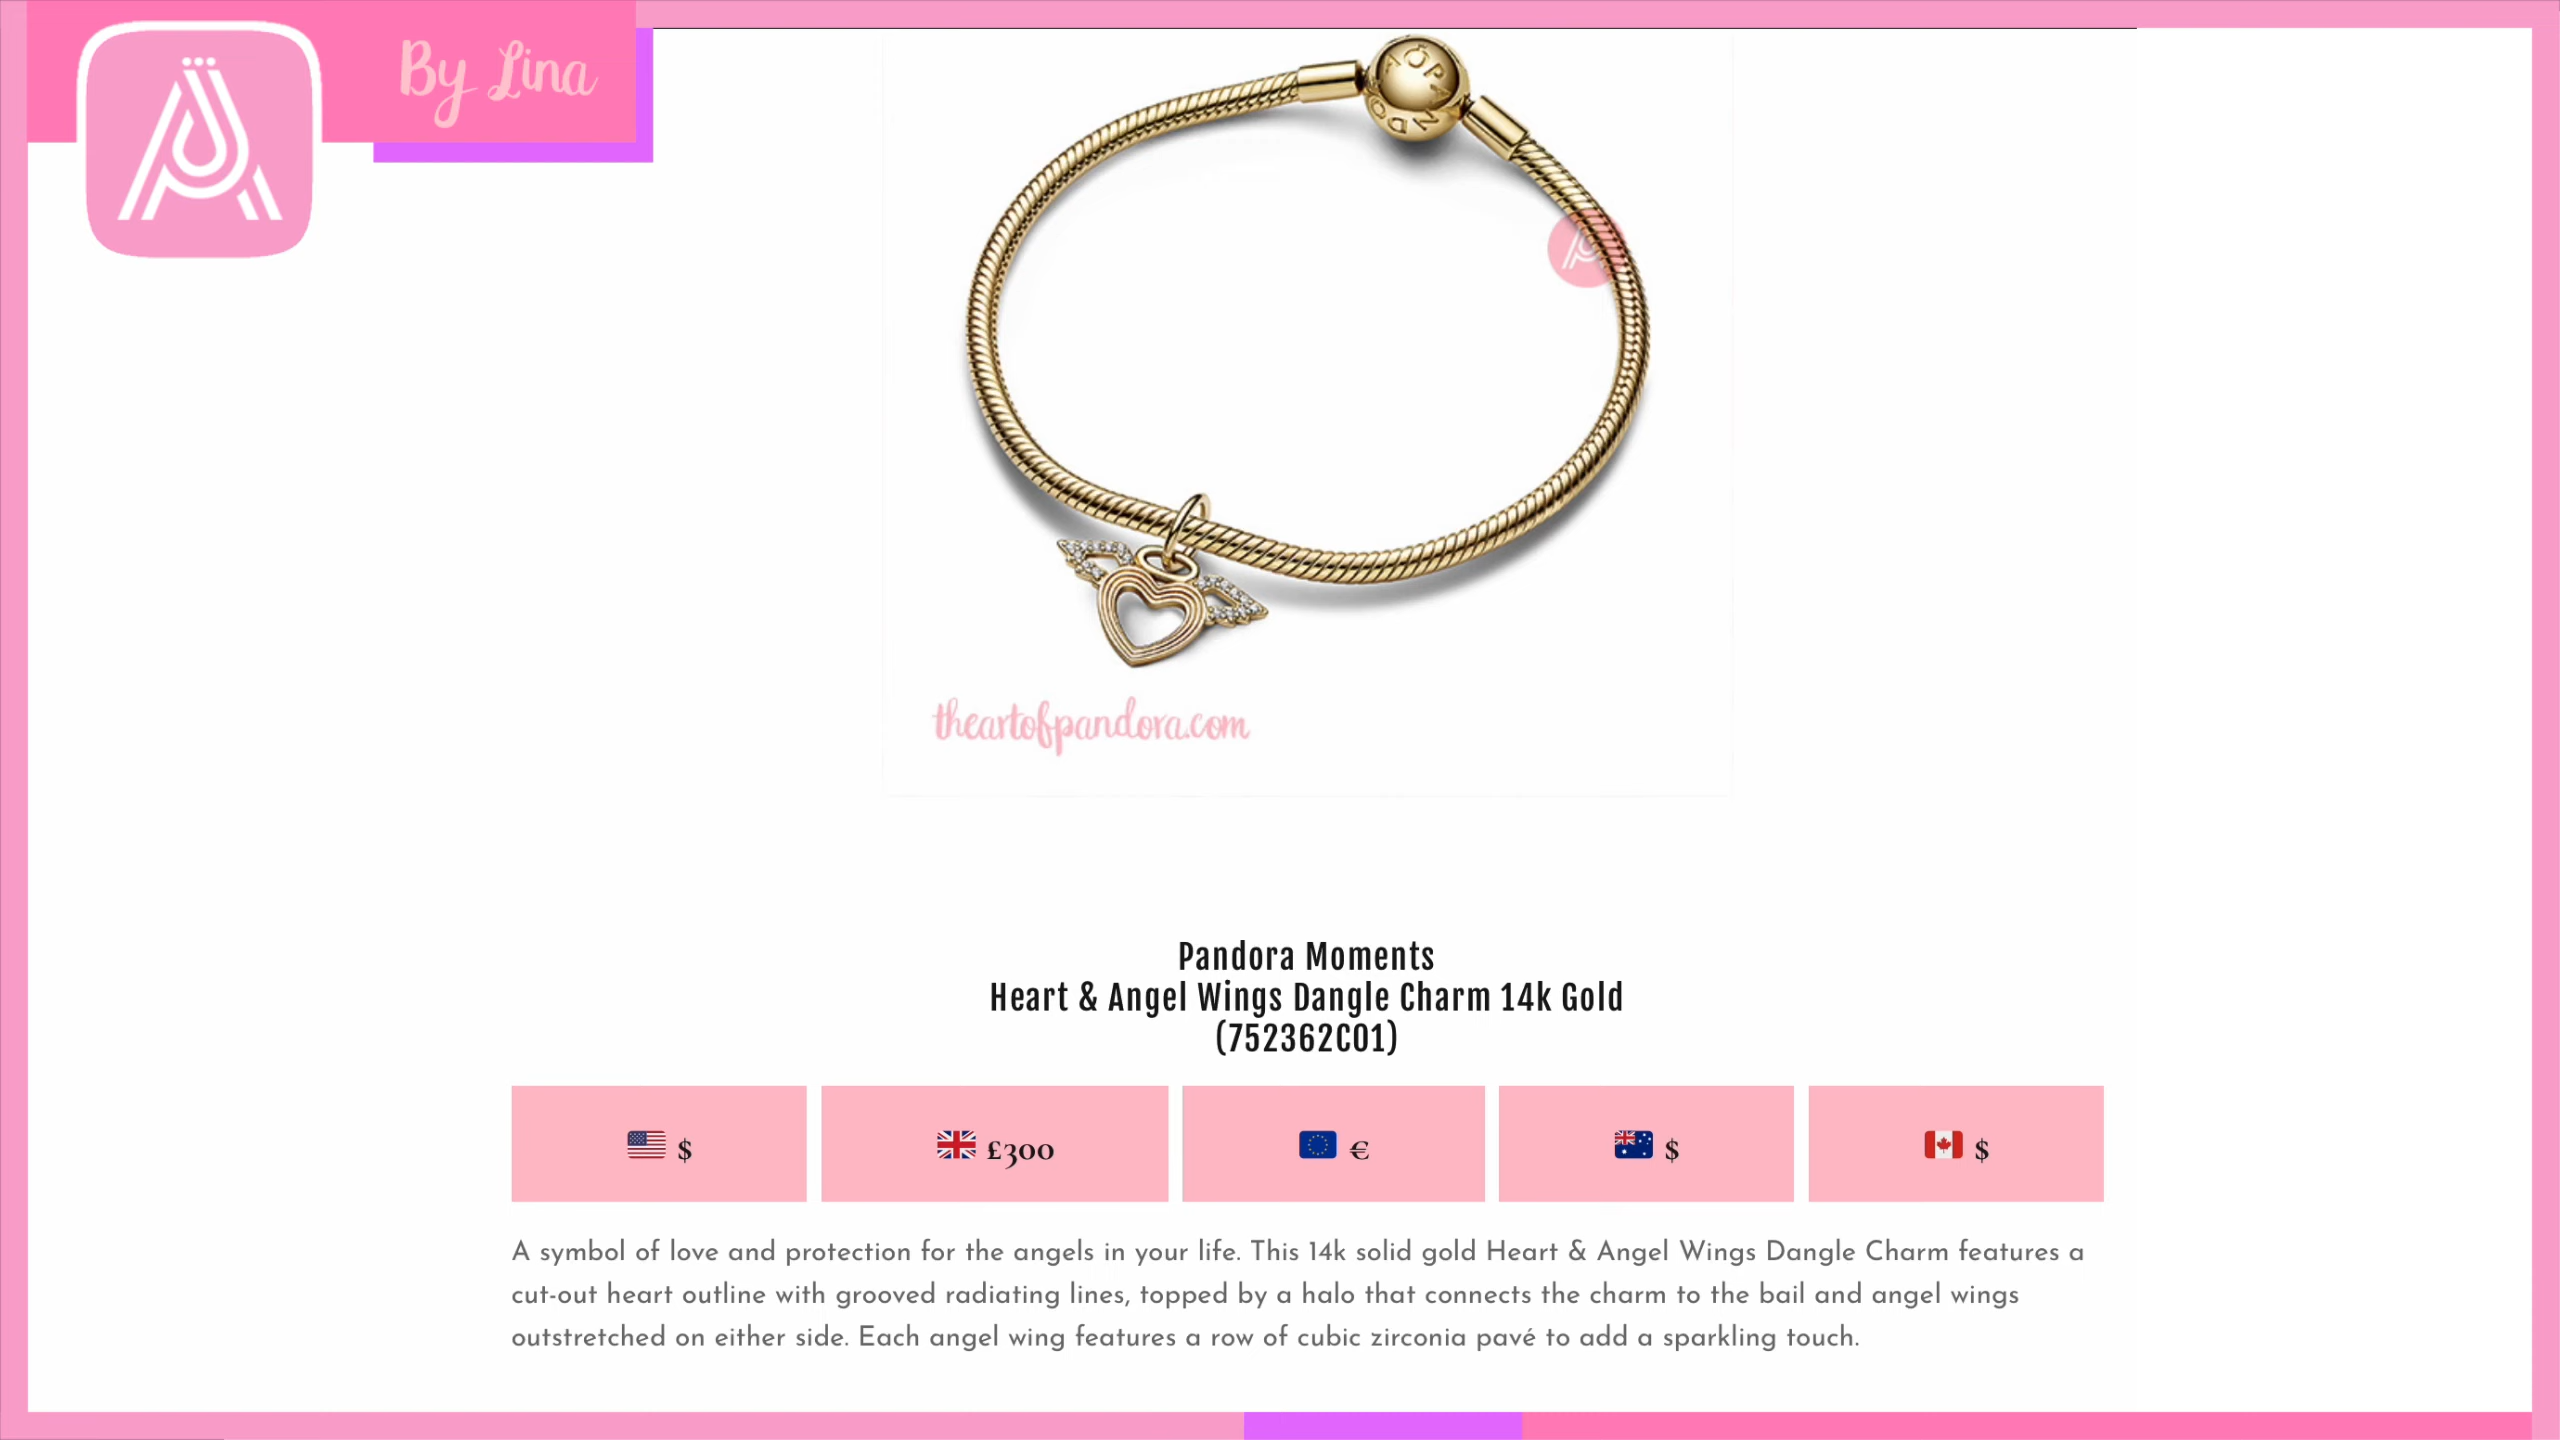 By Lina
PANDORA
theartofpandora.com
Pandora Moments
Heart & Angel Wings Dangle Charm 14k Gold
(752362C01)
$
£300
€
$
$
A symbol of love and protection for the angels in your life. This 14k solid gold Heart & Angel Wings Dangle Charm features a
cut-out heart outline with grooved radiating lines, topped by a halo that connects the charm to the bail and angel wings
outstretched on either side. Each angel wing features a row of cubic zirconia pavé to add a sparkling touch.